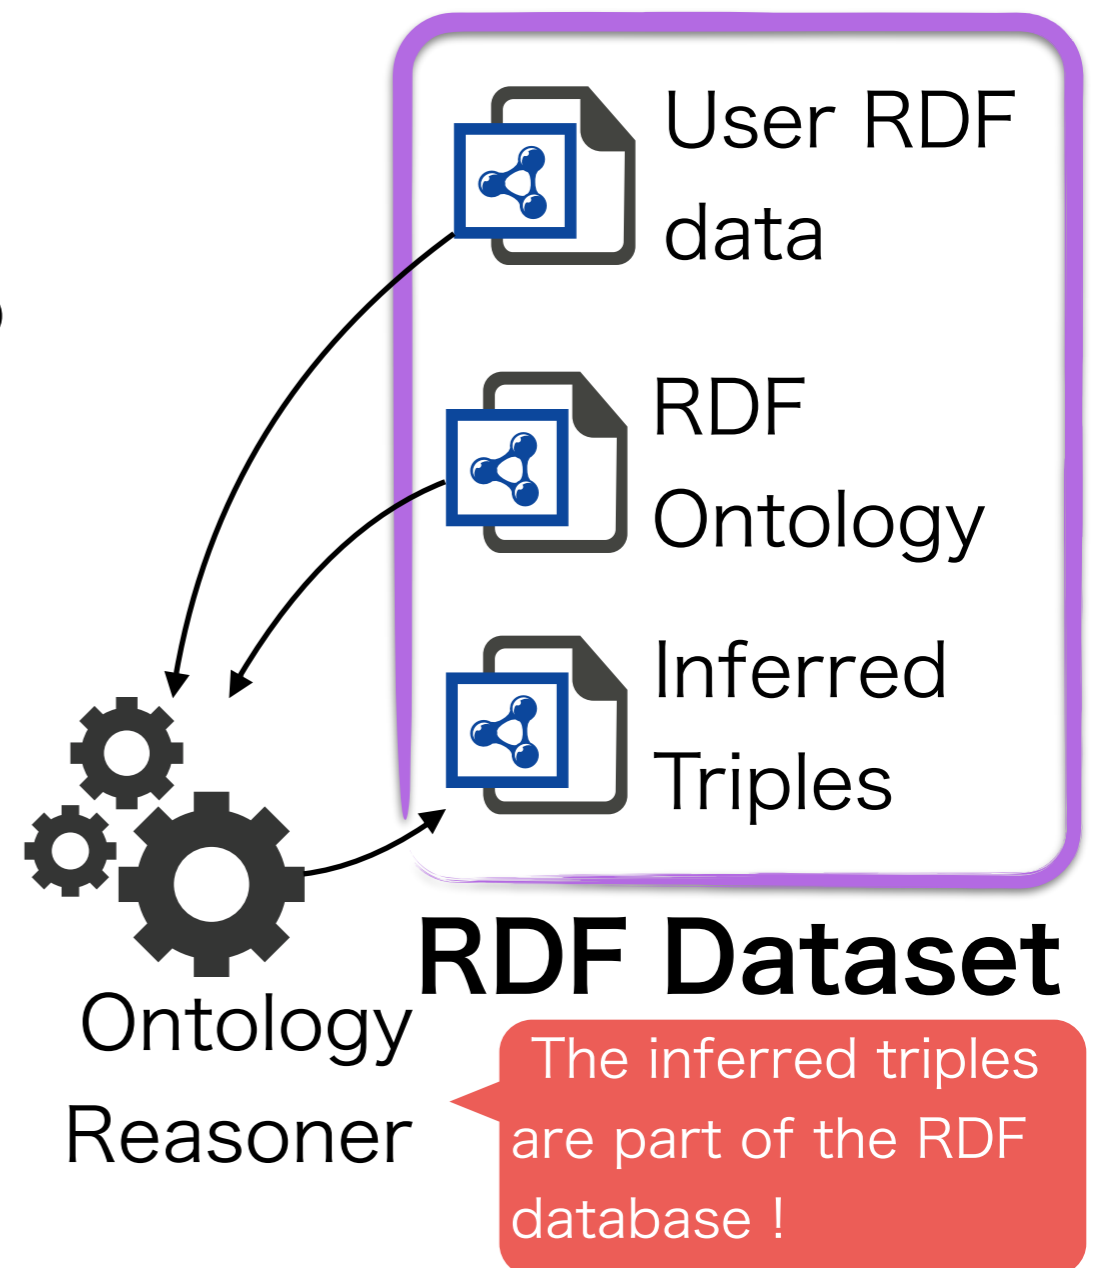 User RDF
data
RDF
Ontology
Inferred
Triples
RDF Dataset
Ontology
Reasoner
The inferred triples
are part of the RDF
database !